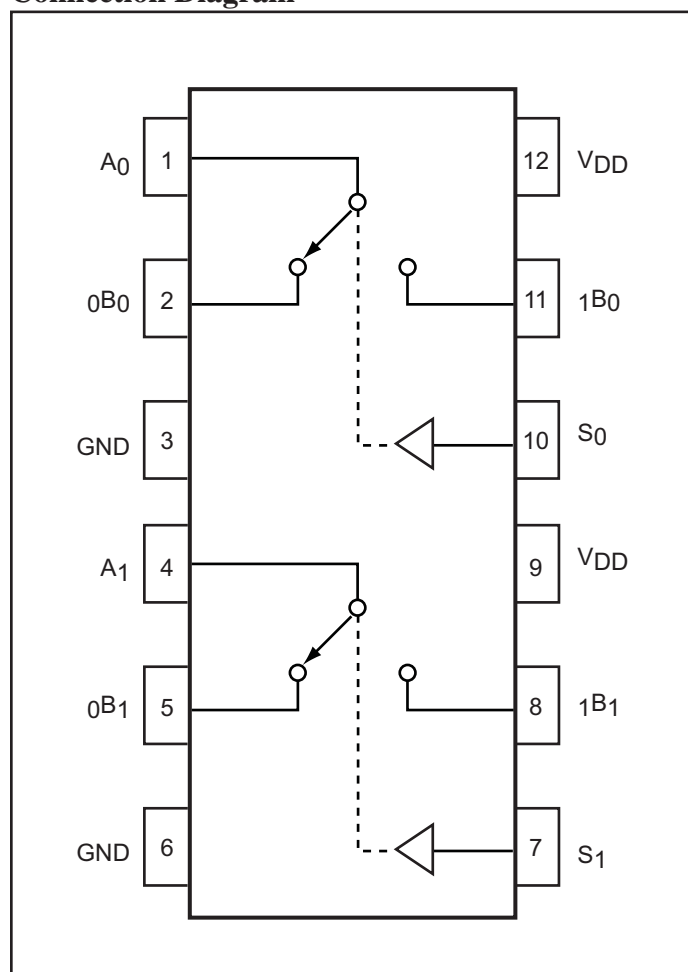 Connection Diagram
A0 1 12 VDD
0B0 2 11 1B0
GND 3 10 S0
A1 4 9 VDD
0B1 5 8 1B1
GND 6 7 S1